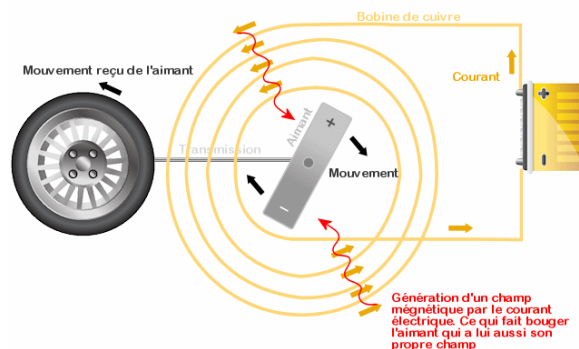 Bobine de cuivre
Mouvement reçu de l'aimant
Courant
+
+
Aimant
Transmission
Mouvement
-
-
Génération d'un champ
mégnétique par le courant
électrique. Ce qui fait bouger
l'aimant qui a lui aussi son
propre champ